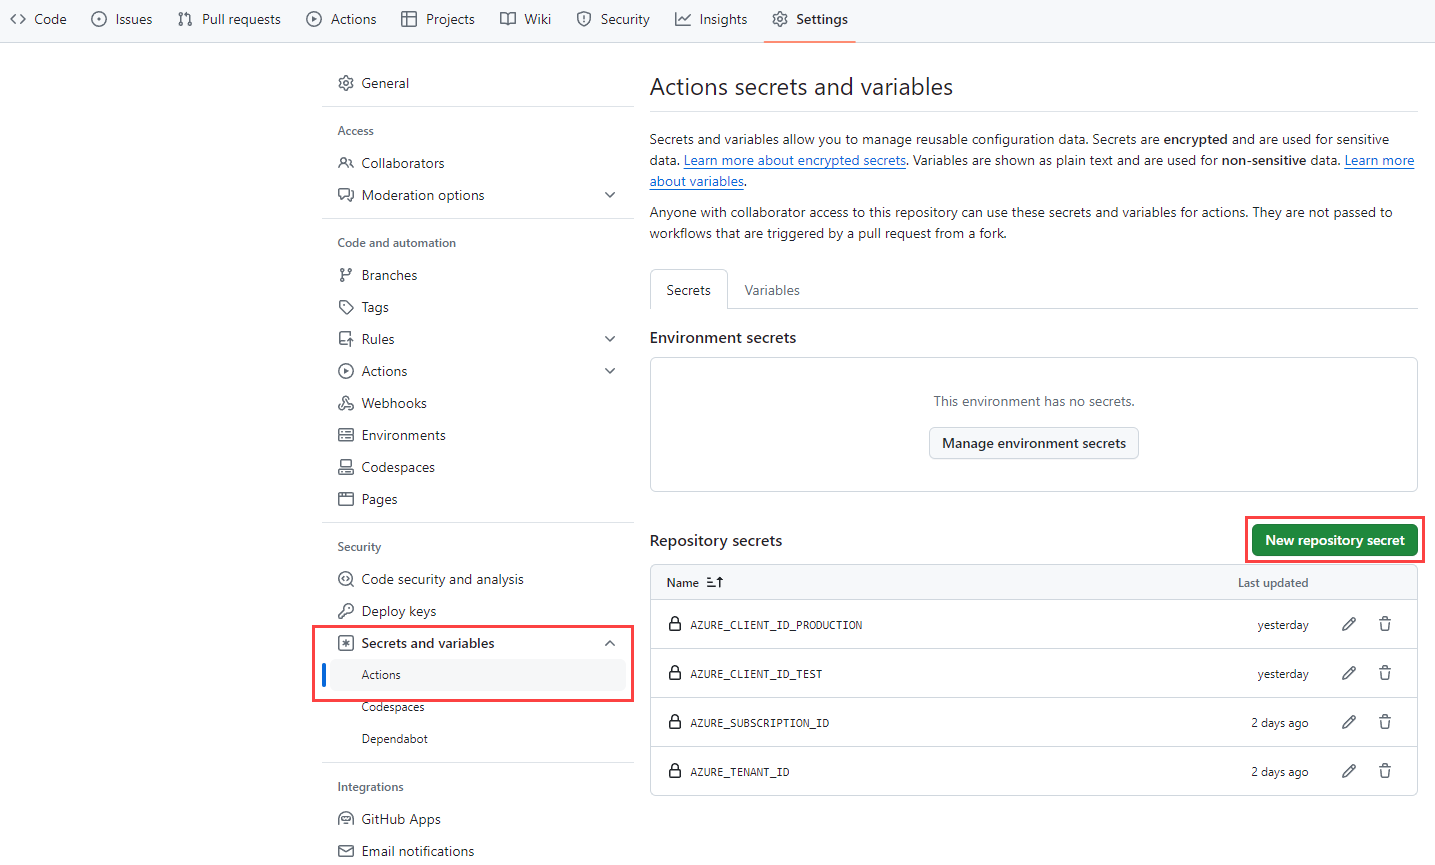 Code Issues Pull requests Actions Projects Wiki Security Insights Settings
General
Access
Collaborators
Moderation options
Code and automation
Branches
Tags
Rules
Actions
Webhooks
Environments
Codespaces
Pages
Security
Code security and analysis
Deploy keys
Secrets and variables
Actions
Codespaces
Dependabot
Integrations
GitHub Apps
Email notifications
Actions secrets and variables
Secrets and variables allow you to manage reusable configuration data. Secrets are encrypted and are used for sensitive
data. Learn more about encrypted secrets. Variables are shown as plain text and are used for non-sensitive data. Learn more
about variables.
Anyone with collaborator access to this repository can use these secrets and variables for actions. They are not passed to
workflows that are triggered by a pull request from a fork.
Secrets Variables
Environment secrets
This environment has no secrets.
Manage environment secrets
Repository secrets New repository secret
Name Last updated
AZURE_CLIENT_ID_PRODUCTION yesterday
AZURE_CLIENT_ID_TEST yesterday
AZURE_SUBSCRIPTION_ID 2 days ago
AZURE_TENANT_ID 2 days ago